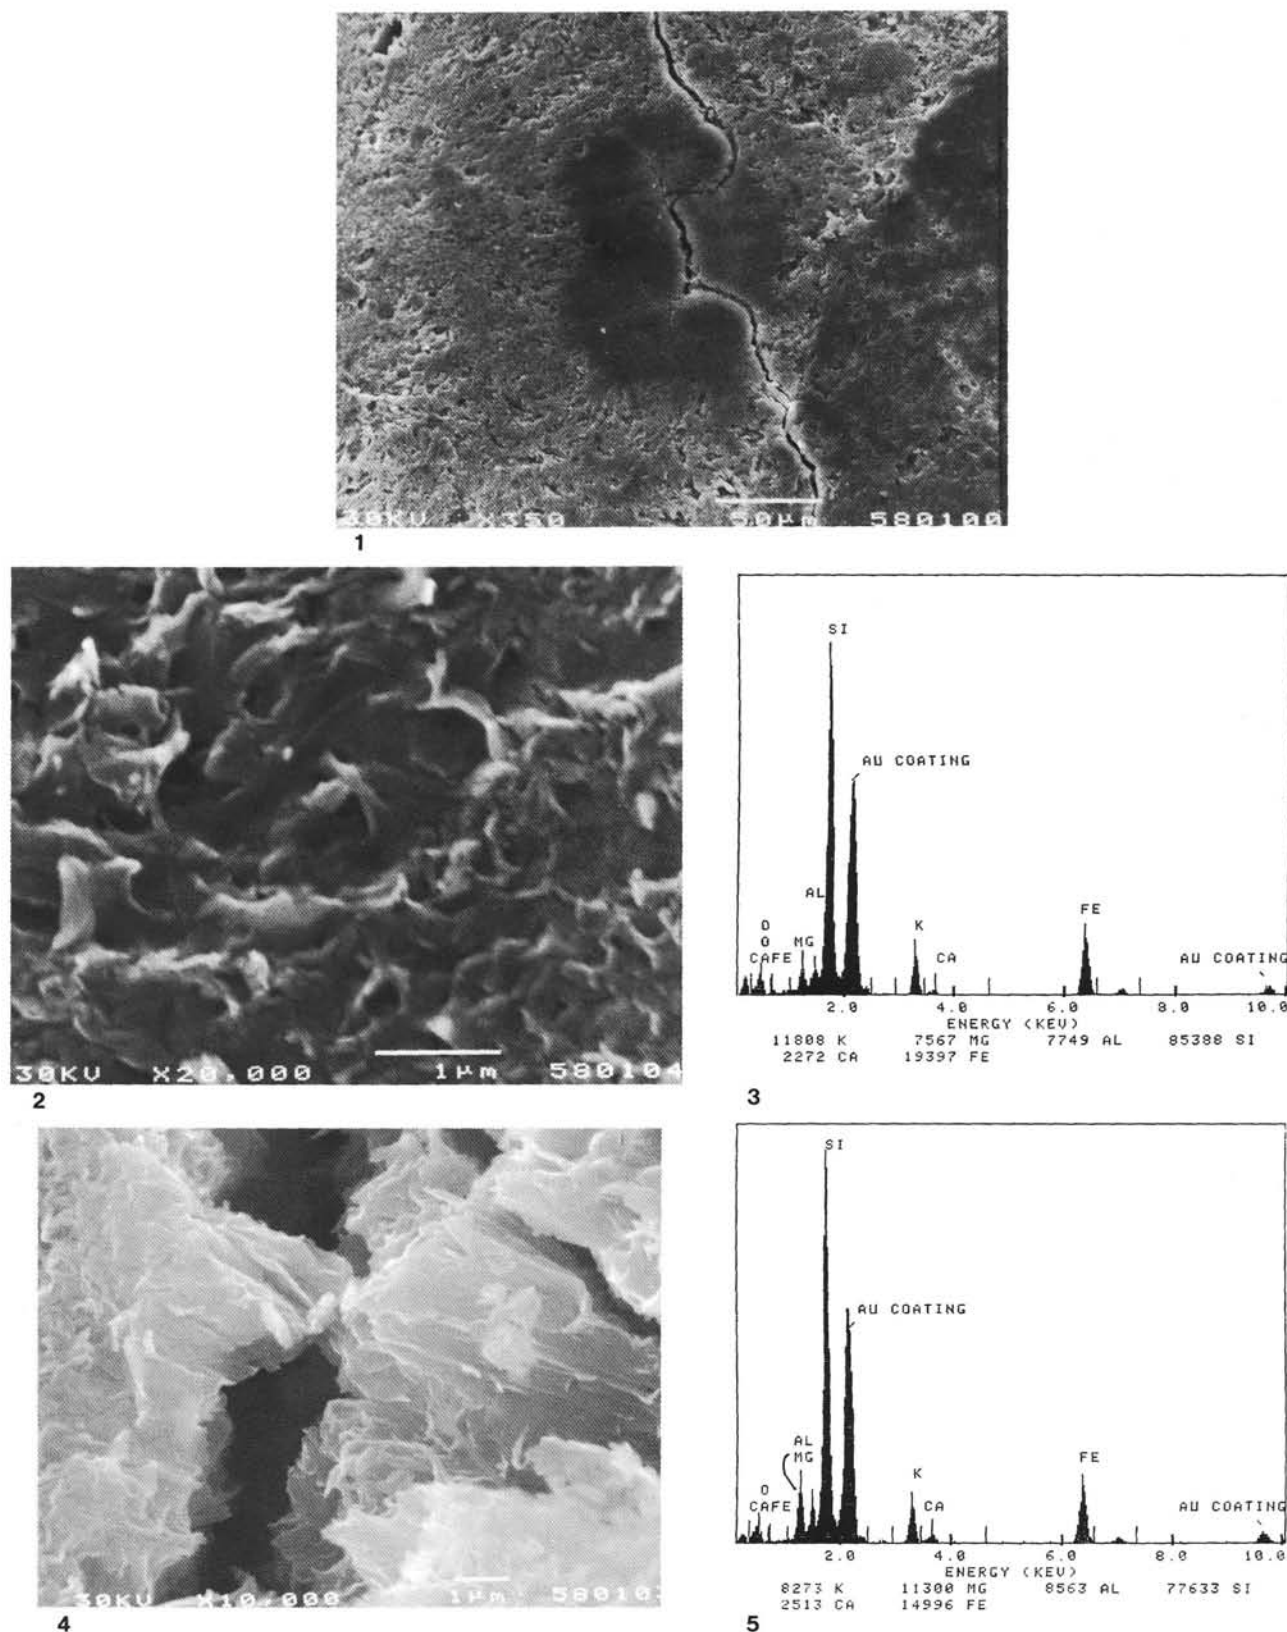 30KV X350 50µm 580100
1
30KV X20,000 1µm 580104
2
SI
AU COATING
AL
D
O
MG
CAFE
K
CA
FE
AU COATING
2.0 4.0 6.0 8.0 10.0
ENERGY (KEV)
11808 K 7567 MG 7749 AL 85388 SI
2272 CA 19397 FE
3
30KV X10,000 1µm 580103
4
SI
AU COATING
AL
MG
O
CAFE
K
CA
FE
AU COATING
2.0 4.0 6.0 8.0 10.0
ENERGY (KEV)
8273 K 11300 MG 8563 AL 77633 SI
2513 CA 14996 FE
5